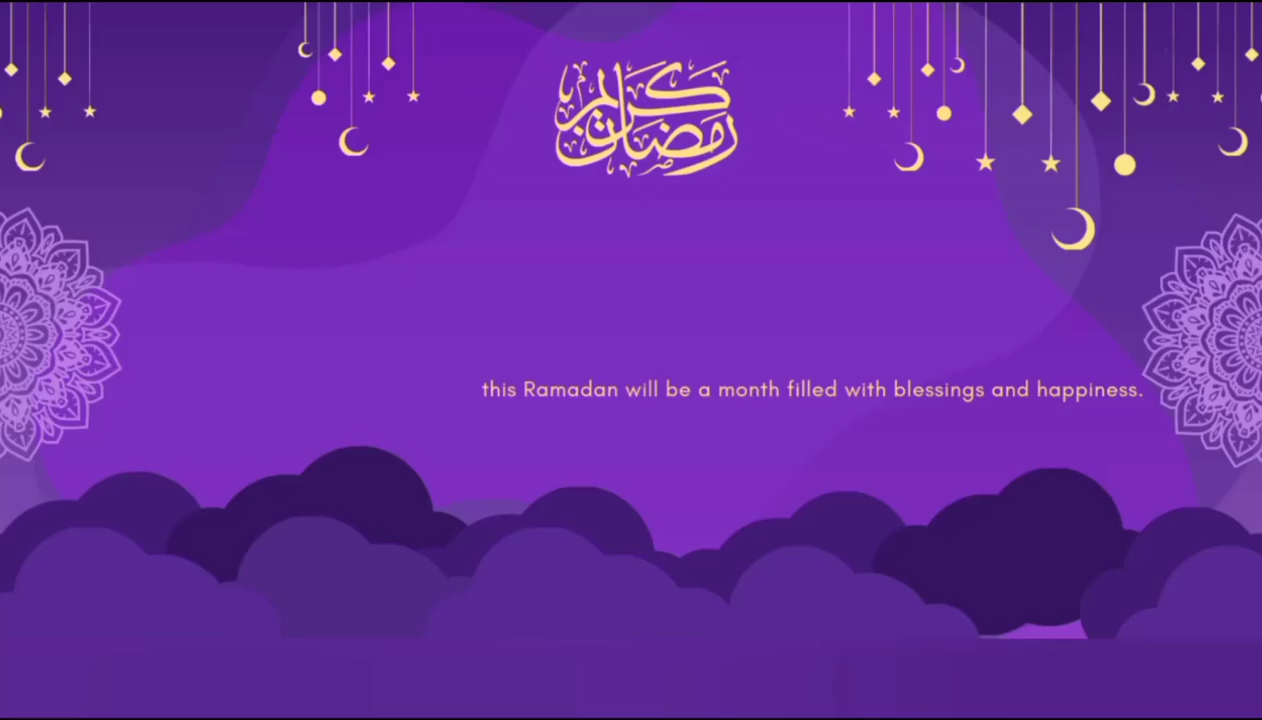 رمضان كريم
this Ramadan will be a month filled with blessings and happiness.